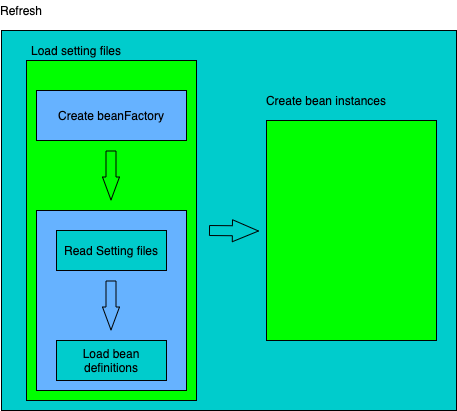 Refresh
Load setting files
Create beanFactory
Create bean instances
Read Setting files
Load bean
definitions